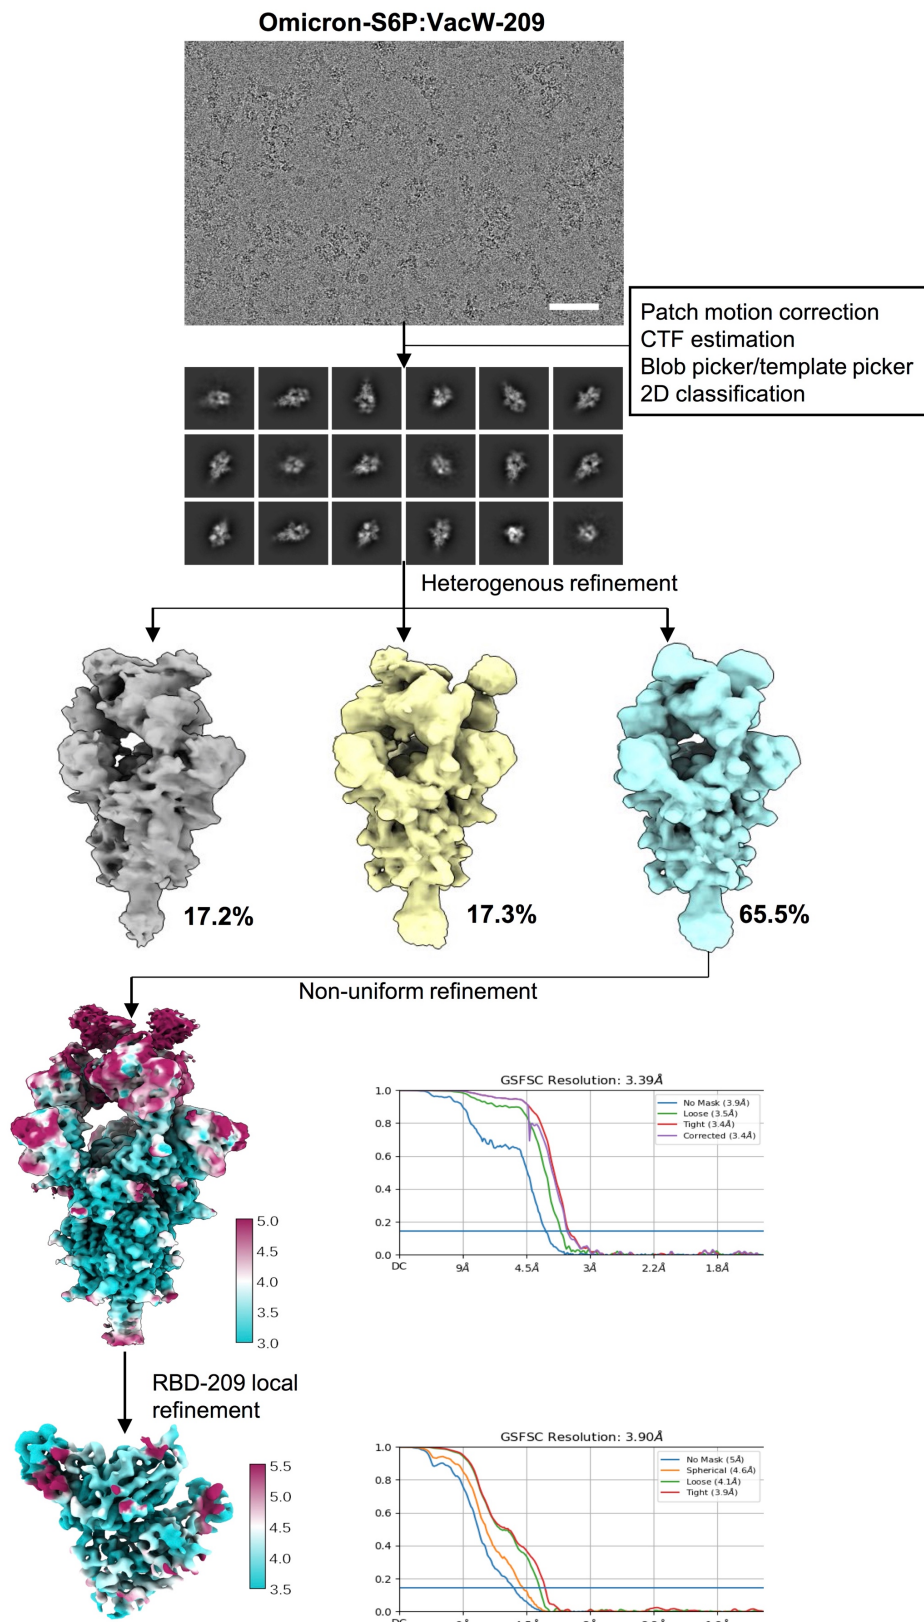 Omicron-S6P:VacW-209
Patch motion correction
CTF estimation
Blob picker/template picker
2D classification
Heterogenous refinement
17.2%
17.3%
65.5%
Non-uniform refinement
5.0
4.5
4.0
3.5
3.0
GSFSC Resolution: 3.39Å
1.0
0.8
0.6
0.4
0.2
0.0
No Mask (3.9Å)
Loose (3.5Å)
Tight (3.4Å)
Corrected (3.4Å)
DC
9Å
4.5Å
3Å
2.2Å
1.8Å
RBD-209 local
refinement
5.5
5.0
4.5
4.0
3.5
GSFSC Resolution: 3.90Å
1.0
0.8
0.6
0.4
0.2
0.0
No Mask (5Å)
Spherical (4.6Å)
Loose (4.1Å)
Tight (3.9Å)